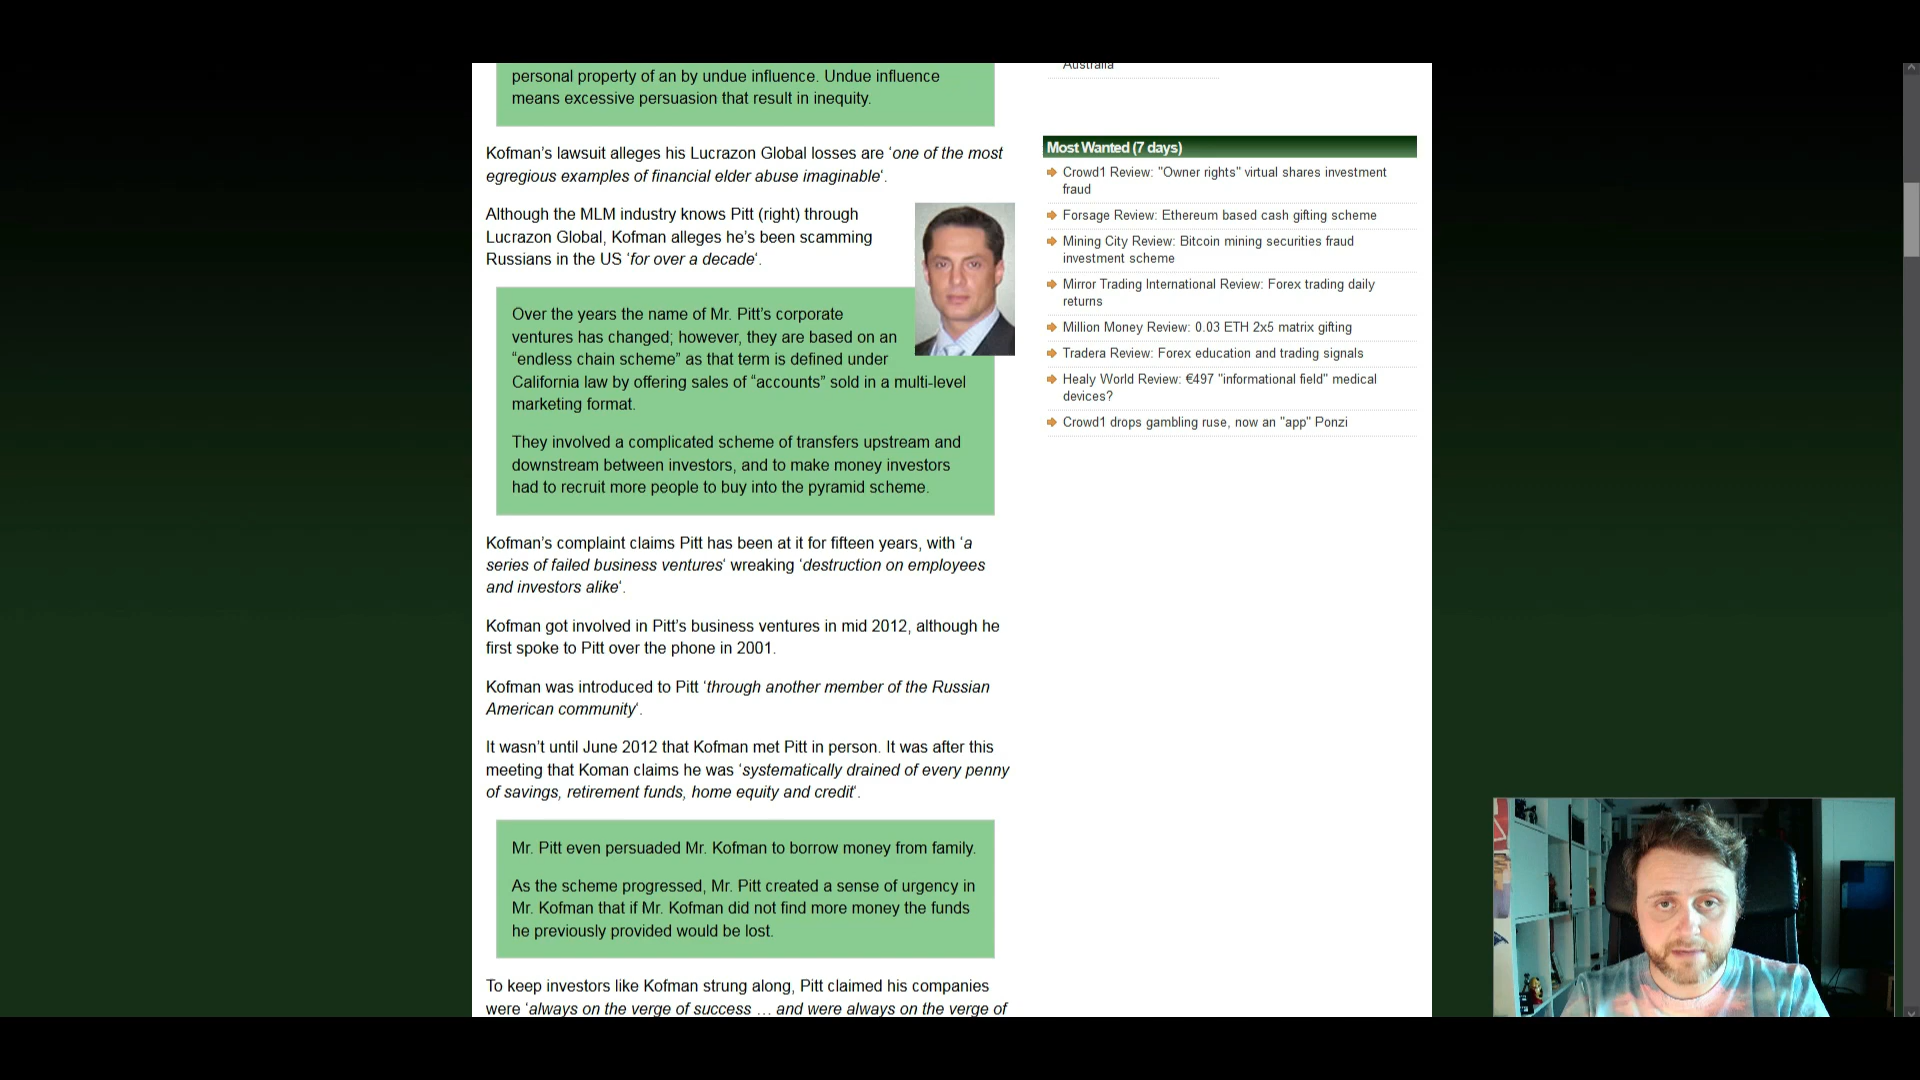 personal property of an by undue influence. Undue influence
means excessive persuasion that result in inequity.
Kofman’s lawsuit alleges his Lucrazon Global losses are ‘one of the most
egregious examples of financial elder abuse imaginable‘.
Although the MLM industry knows Pitt (right) through
Lucrazon Global, Kofman alleges he’s been scamming
Russians in the US ‘for over a decade‘.
Over the years the name of Mr. Pitt’s corporate
ventures has changed; however, they are based on an
“endless chain scheme” as that term is defined under
California law by offering sales of “accounts” sold in a multi-level
marketing format.
They involved a complicated scheme of transfers upstream and
downstream between investors, and to make money investors
had to recruit more people to buy into the pyramid scheme.
Kofman’s complaint claims Pitt has been at it for fifteen years, with ‘a
series of failed business ventures‘ wreaking ‘destruction on employees
and investors alike‘.
Kofman got involved in Pitt’s business ventures in mid 2012, although he
first spoke to Pitt over the phone in 2001.
Kofman was introduced to Pitt ‘through another member of the Russian
American community‘.
It wasn’t until June 2012 that Kofman met Pitt in person. It was after this
meeting that Koman claims he was ‘systematically drained of every penny
of savings, retirement funds, home equity and credit‘.
Mr. Pitt even persuaded Mr. Kofman to borrow money from family.
As the scheme progressed, Mr. Pitt created a sense of urgency in
Mr. Kofman that if Mr. Kofman did not find more money the funds
he previously provided would be lost.
To keep investors like Kofman strung along, Pitt claimed his companies
were ‘always on the verge of success … and were always on the verge of
Australia
Most Wanted (7 days)
Crowd1 Review: "Owner rights" virtual shares investment
fraud
Forsage Review: Ethereum based cash gifting scheme
Mining City Review: Bitcoin mining securities fraud
investment scheme
Mirror Trading International Review: Forex trading daily
returns
Million Money Review: 0.03 ETH 2x5 matrix gifting
Tradera Review: Forex education and trading signals
Healy World Review: €497 "informational field" medical
devices?
Crowd1 drops gambling ruse, now an "app" Ponzi